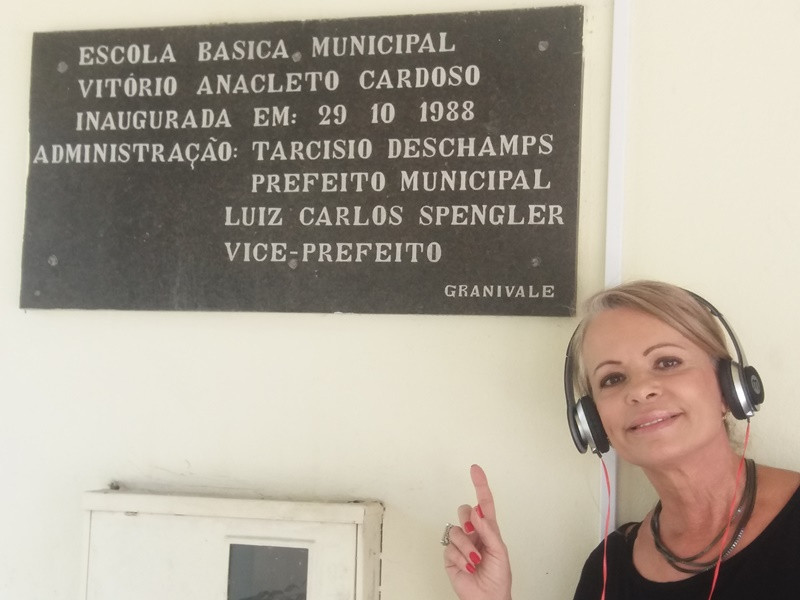 ESCOLA BASICA MUNICIPAL
VITÓRIO ANACLETO CARDOSO
INAUGURADA EM: 29 10 1988
ADMINISTRAÇÃO: TARCISIO DESCHAMPS
PREFEITO MUNICIPAL
LUIZ CARLOS SPENGLER
VICE-PREFEITO
GRANIVALE